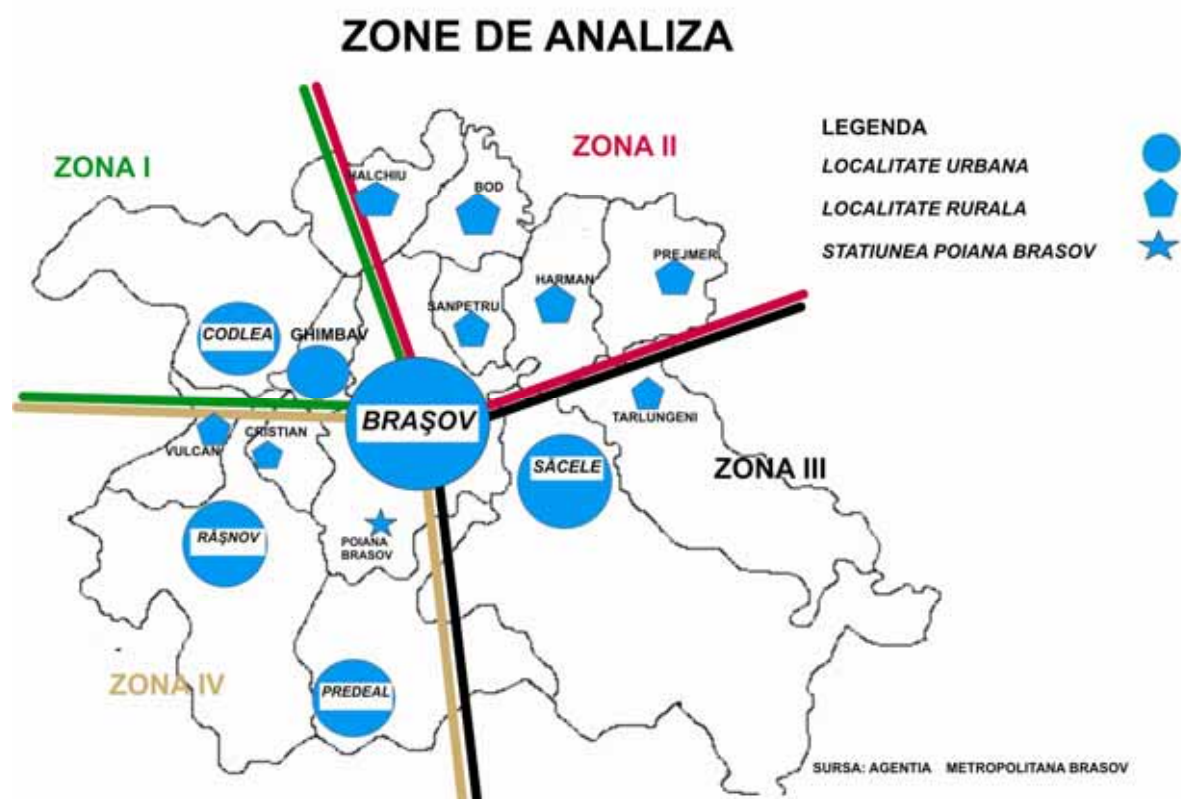 ZONE DE ANALIZA
ZONA I
ZONA II
LEGENDA
LOCALITATE URBANA
LOCALITATE RURALA
STATIUNEA POIANA BRASOV
HALCHIU
BOD
PREJMER
HARMAN
SANPETRU
CODLEA
GHIMBAV
BRAŞOV
TARLUNGENI
VULCAN
CRISTIAN
SĂCELE
ZONA III
RÂŞNOV
POIANA
BRASOV
ZONA IV
PREDEAL
SURSA: AGENTIA METROPOLITANA BRASOV